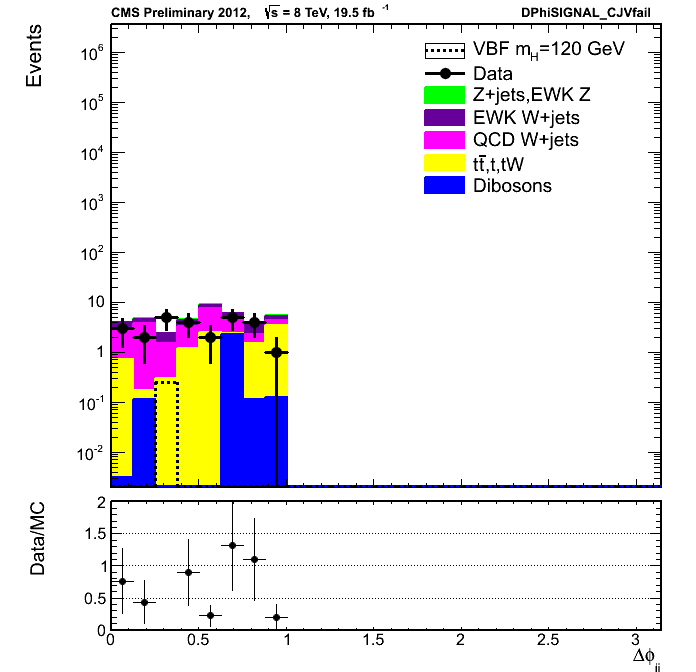 CMS Preliminary 2012, √s = 8 TeV, 19.5 fb⁻¹ DPhiSIGNAL_CJVfail
Events
10⁶
10⁵
10⁴
10³
10²
10
1
10⁻¹
10⁻²
VBF m_H=120 GeV
Data
Z+jets,EWK Z
EWK W+jets
QCD W+jets
tt̄,t,tW
Dibosons
Data/MC
2
1.5
1
0.5
0
0 0.5 1 1.5 2 2.5 3
Δϕ_jj